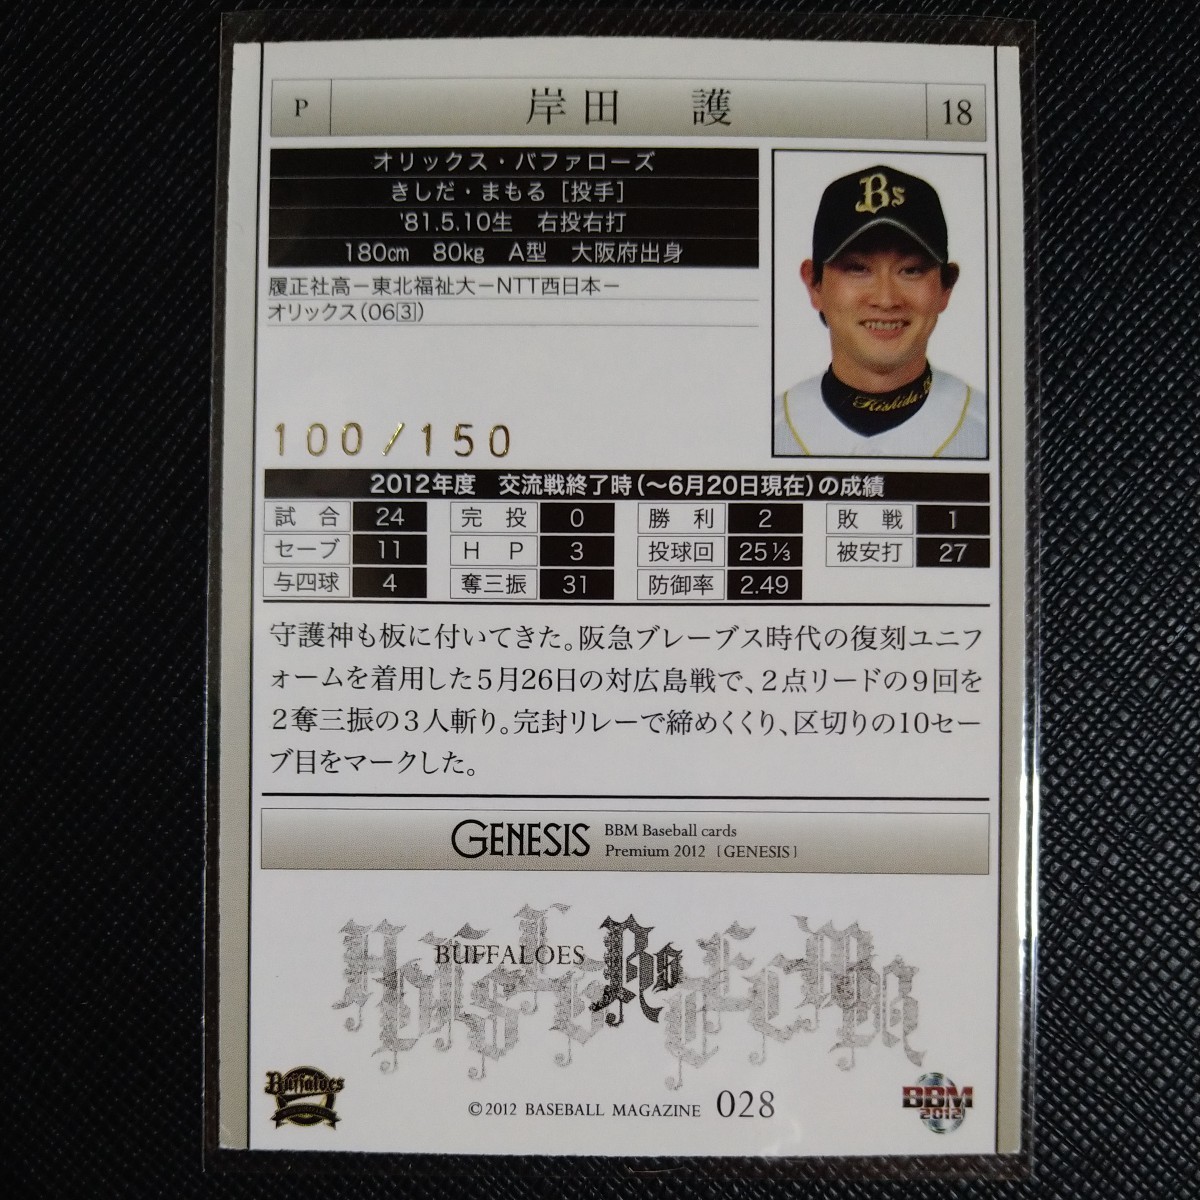 P 岸田 護 18
オリックス・バファローズ
きしだ・まもる [投手]
'81.5.10生 右投右打
180㎝ 80㎏ A型 大阪府出身
履正社高－東北福祉大－NTT西日本－
オリックス(06③)
Bs
Kishida
100/150
2012年度 交流戦終了時(～6月20日現在)の成績
試合 24 完投 0 勝利 2 敗戦 1
セーブ 11 HP 3 投球回 25⅓ 被安打 27
与四球 4 奪三振 31 防御率 2.49
守護神も板に付いてきた。阪急ブレーブス時代の復刻ユニフ
ォームを着用した5月26日の対広島戦で、2点リードの9回を
2奪三振の3人斬り。完封リレーで締めくくり、区切りの10セー
ブ目をマークした。
GENESIS BBM Baseball cards
Premium 2012 [GENESIS]
BUFFALOES
Buffaloes
©2012 BASEBALL MAGAZINE 028
BBM
2012